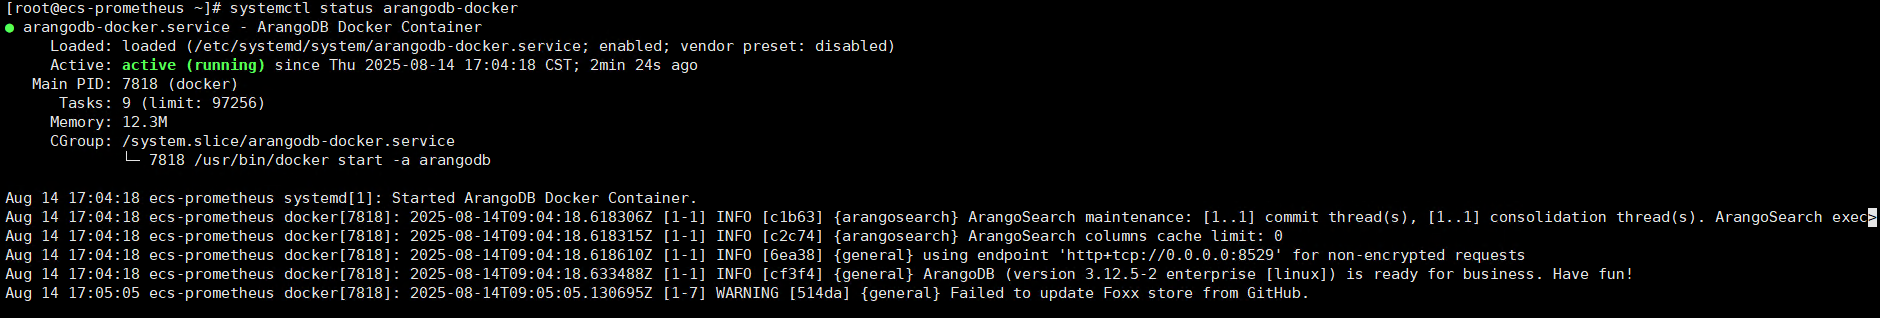 [root@ecs-prometheus ~]# systemctl status arangodb-docker
● arangodb-docker.service - ArangoDB Docker Container
     Loaded: loaded (/etc/systemd/system/arangodb-docker.service; enabled; vendor preset: disabled)
     Active: active (running) since Thu 2025-08-14 17:04:18 CST; 2min 24s ago
   Main PID: 7818 (docker)
      Tasks: 9 (limit: 97256)
     Memory: 12.3M
     CGroup: /system.slice/arangodb-docker.service
             └─ 7818 /usr/bin/docker start -a arangodb

Aug 14 17:04:18 ecs-prometheus systemd[1]: Started ArangoDB Docker Container.
Aug 14 17:04:18 ecs-prometheus docker[7818]: 2025-08-14T09:04:18.618306Z [1-1] INFO [c1b63] {arangosearch} ArangoSearch maintenance: [1..1] commit thread(s), [1..1] consolidation thread(s). ArangoSearch exec>
Aug 14 17:04:18 ecs-prometheus docker[7818]: 2025-08-14T09:04:18.618315Z [1-1] INFO [c2c74] {arangosearch} ArangoSearch columns cache limit: 0
Aug 14 17:04:18 ecs-prometheus docker[7818]: 2025-08-14T09:04:18.618610Z [1-1] INFO [6ea38] {general} using endpoint 'http+tcp://0.0.0.0:8529' for non-encrypted requests
Aug 14 17:04:18 ecs-prometheus docker[7818]: 2025-08-14T09:04:18.633488Z [1-1] INFO [cf3f4] {general} ArangoDB (version 3.12.5-2 enterprise [linux]) is ready for business. Have fun!
Aug 14 17:05:05 ecs-prometheus docker[7818]: 2025-08-14T09:05:05.130695Z [1-7] WARNING [514da] {general} Failed to update Foxx store from GitHub.